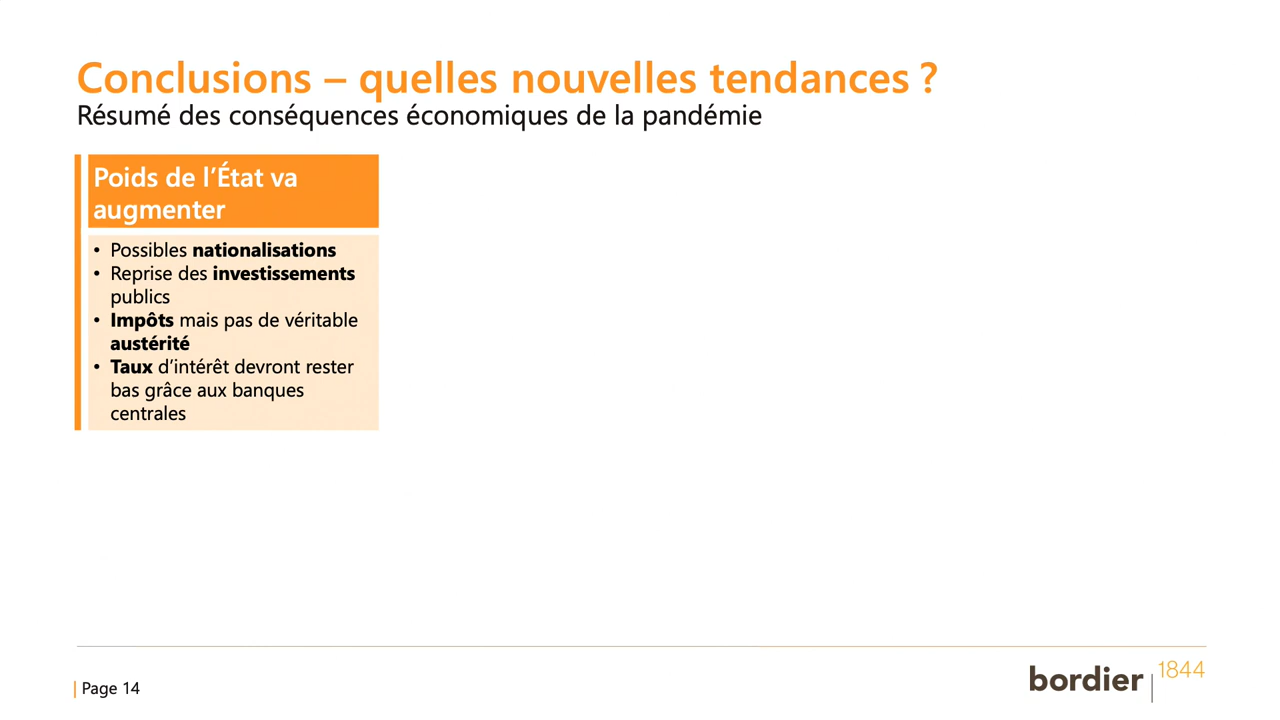 Conclusions – quelles nouvelles tendances ?
Résumé des conséquences économiques de la pandémie
Poids de l’État va
augmenter
• Possibles nationalisations
• Reprise des investissements
publics
• Impôts mais pas de véritable
austérité
• Taux d’intérêt devront rester
bas grâce aux banques
centrales
Page 14
bordier 1844